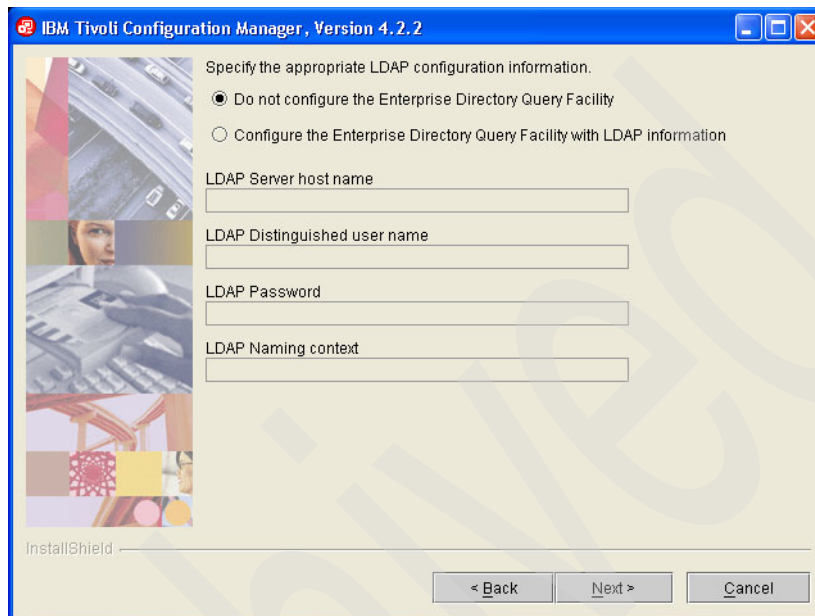 IBM Tivoli Configuration Manager, Version 4.2.2
Specify the appropriate LDAP configuration information.
Do not configure the Enterprise Directory Query Facility
Configure the Enterprise Directory Query Facility with LDAP information
LDAP Server host name
LDAP Distinguished user name
LDAP Password
LDAP Naming context
InstallShield
< Back
Next >
Cancel